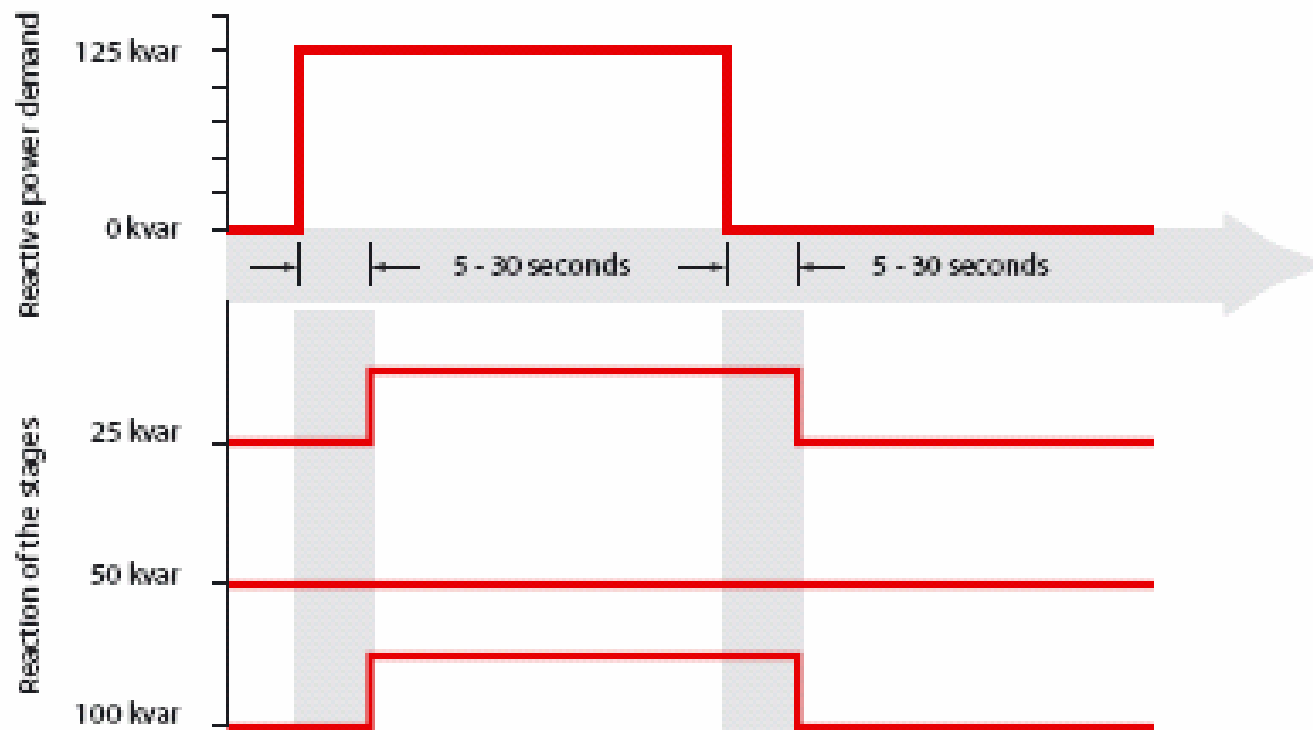 Reactive power demand
125 kvar
0 kvar
5 - 30 seconds
5 - 30 seconds
Reaction of the stages
25 kvar
50 kvar
100 kvar